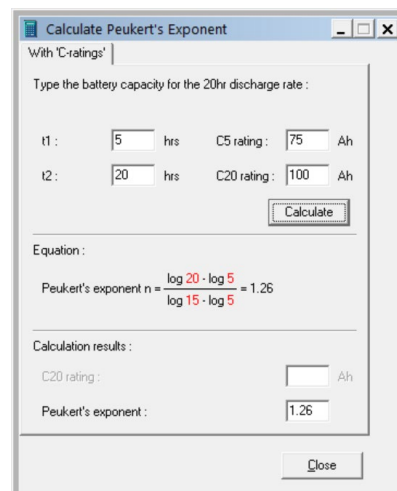 Calculate Peukert's Exponent
With 'C-ratings'
Type the battery capacity for the 20hr discharge rate :
t1 : 5 hrs C5 rating : 75 Ah
t2 : 20 hrs C20 rating : 100 Ah
Calculate
Equation :
log 20 - log 5
Peukert's exponent n = = 1.26
log 15 - log 5
Calculation results :
C20 rating : Ah
Peukert's exponent : 1.26
Close